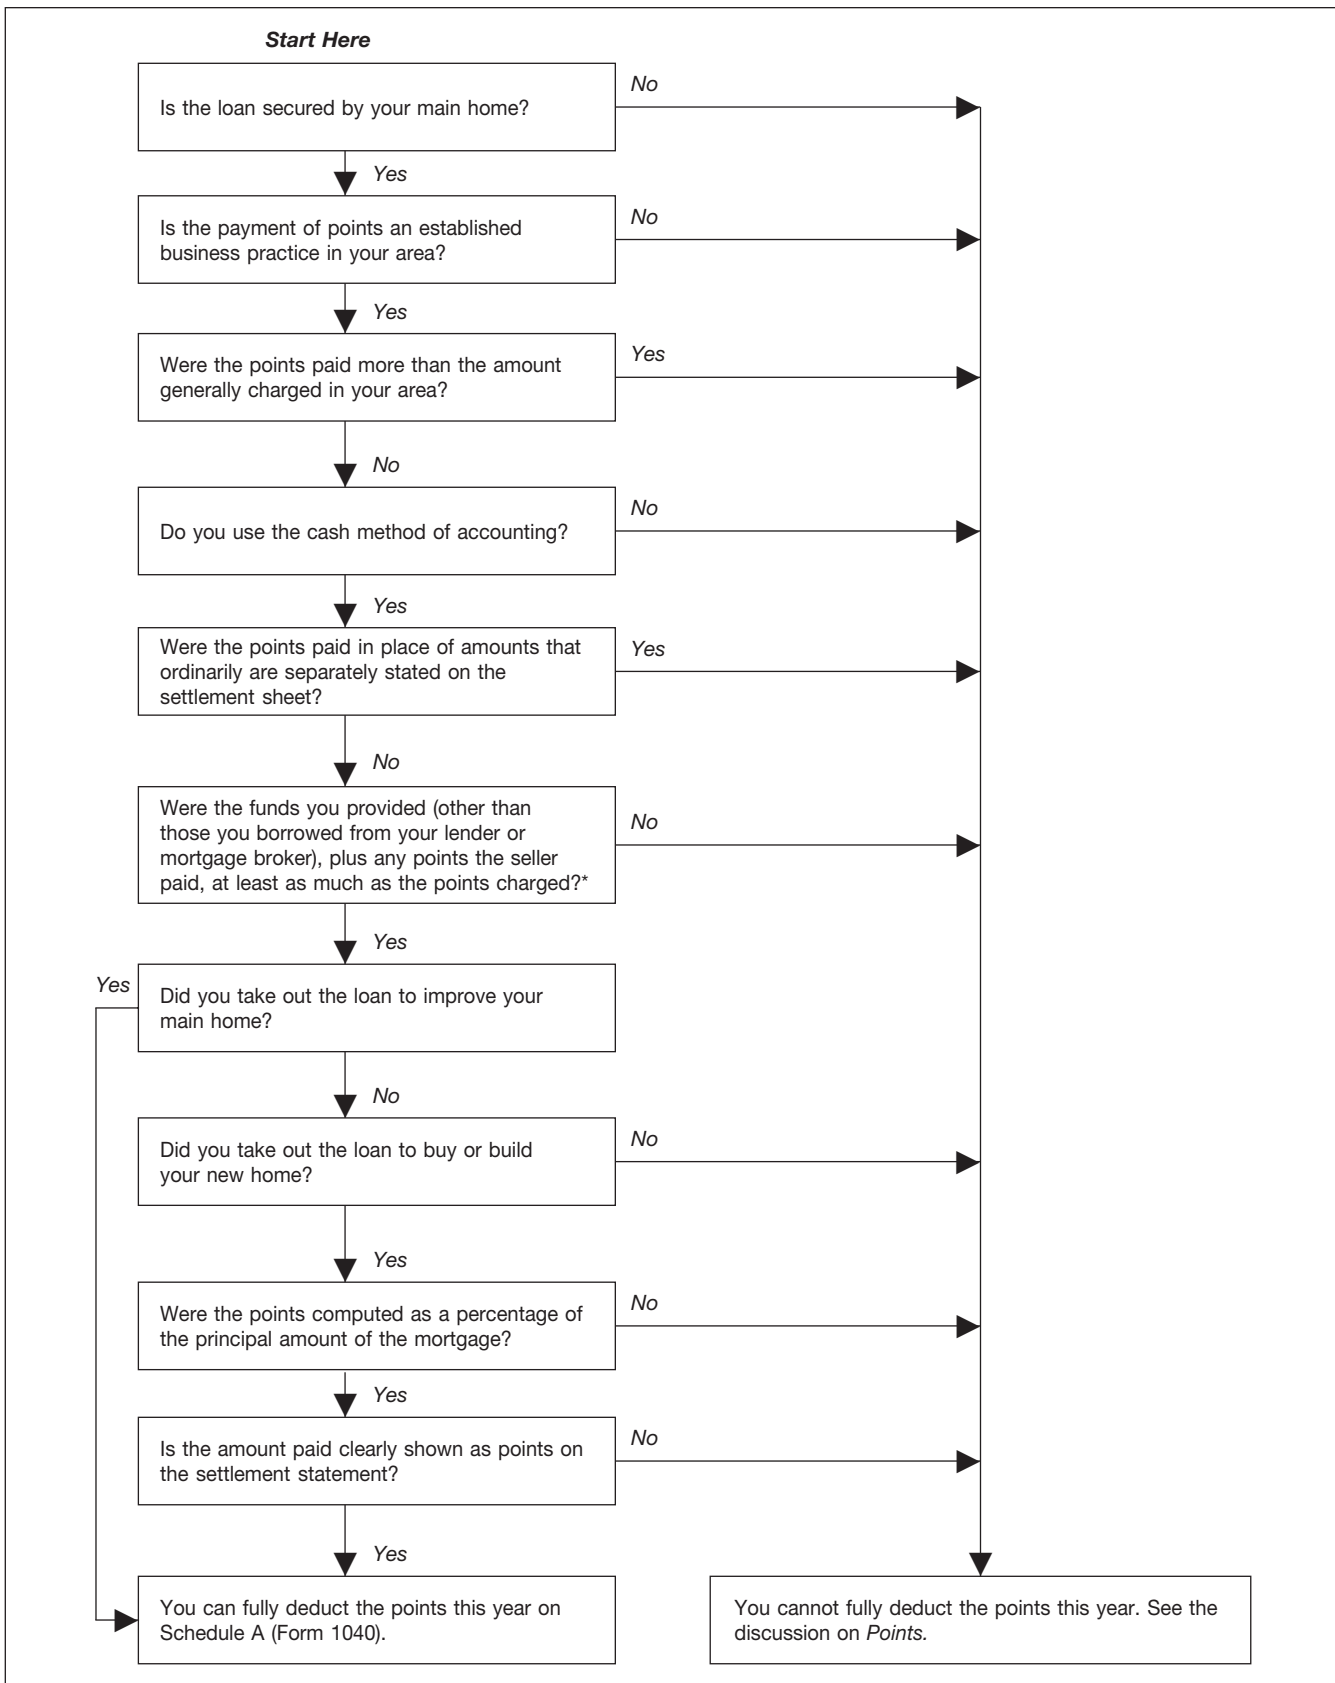 Start Here
Is the loan secured by your main home?
No
Yes
Is the payment of points an established
business practice in your area?
No
Yes
Were the points paid more than the amount
generally charged in your area?
Yes
No
Do you use the cash method of accounting?
No
Yes
Were the points paid in place of amounts that
ordinarily are separately stated on the
settlement sheet?
Yes
No
Were the funds you provided (other than
those you borrowed from your lender or
mortgage broker), plus any points the seller
paid, at least as much as the points charged?*
No
Yes
Yes
Did you take out the loan to improve your
main home?
No
Did you take out the loan to buy or build
your new home?
No
Yes
Were the points computed as a percentage of
the principal amount of the mortgage?
No
Yes
Is the amount paid clearly shown as points on
the settlement statement?
No
Yes
You can fully deduct the points this year on
Schedule A (Form 1040).
You cannot fully deduct the points this year. See the
discussion on Points.